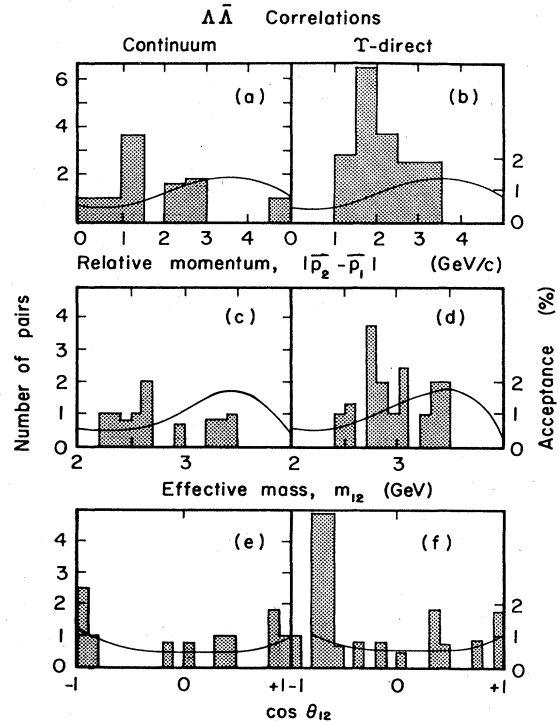 Λ Λ̄ Correlations
Continuum ϒ-direct
6
4
2
(a)
(b)
2
1
0
0 1 2 3 4 0 1 2 3 4
Relative momentum, |p⃗₂-p⃗₁| (GeV/c)
Number of pairs
Acceptance (%)
4
3
2
1
0
(c)
(d)
2
1
0
2 3 2 3
Effective mass, m₁₂ (GeV)
4
3
2
1
0
(e)
(f)
2
1
0
-1 0 +1 -1 0 +1
cos θ₁₂